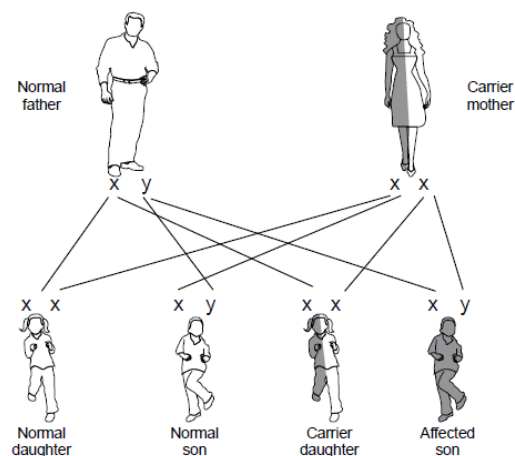 Normal
father
Carrier
mother
x y
x x
x x
x y
x x
x y
Normal
daughter
Normal
son
Carrier
daughter
Affected
son